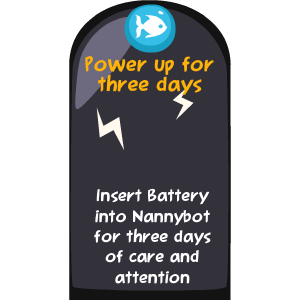 Power up for
three days
Insert Battery
into Nannybot
for three days
of care and
attention